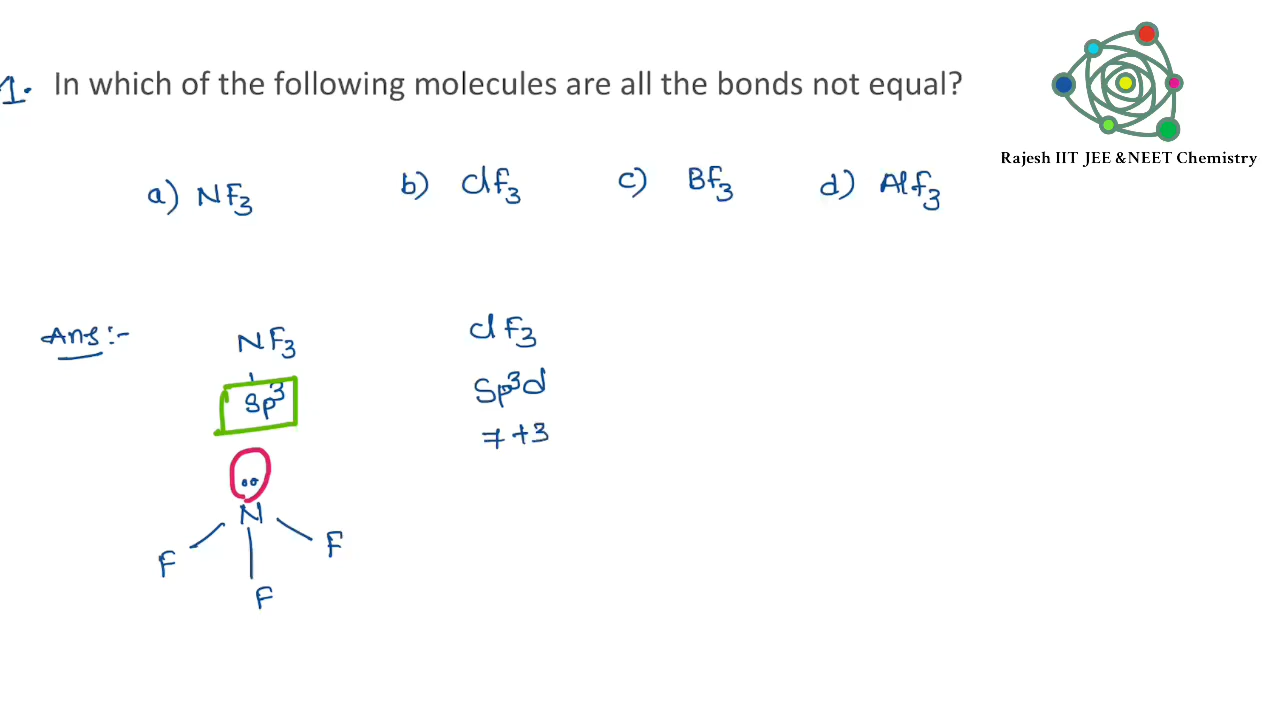 1. In which of the following molecules are all the bonds not equal?
Rajesh IIT JEE &NEET Chemistry
a) NF3 b) ClF3 c) BF3 d) AlF3
Ans:- NF3 ClF3
Sp3 Sp3d
7+3
N
F F
F